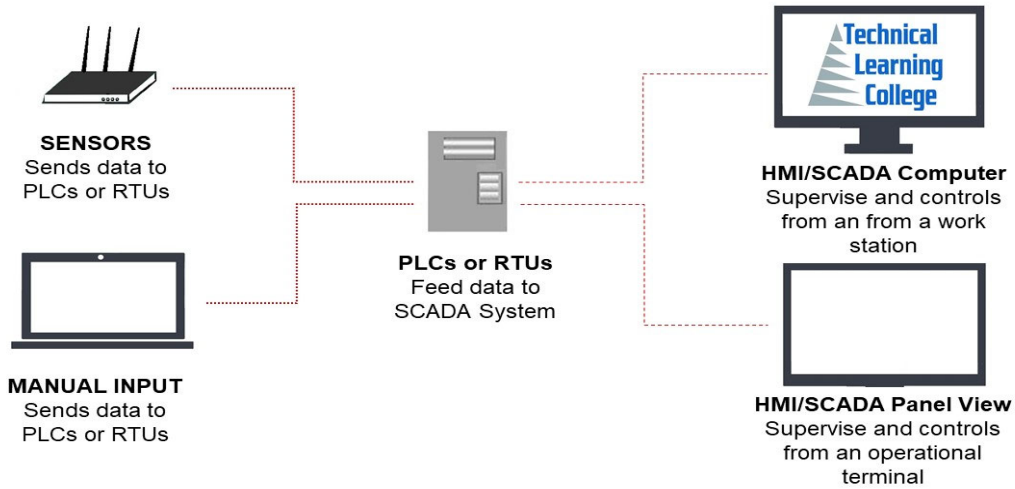 SENSORS
Sends data to
PLCs or RTUs
MANUAL INPUT
Sends data to
PLCs or RTUs
PLCs or RTUs
Feed data to
SCADA System
Technical
Learning
College
HMI/SCADA Computer
Supervise and controls
from an from a work
station
HMI/SCADA Panel View
Supervise and controls
from an operational
terminal